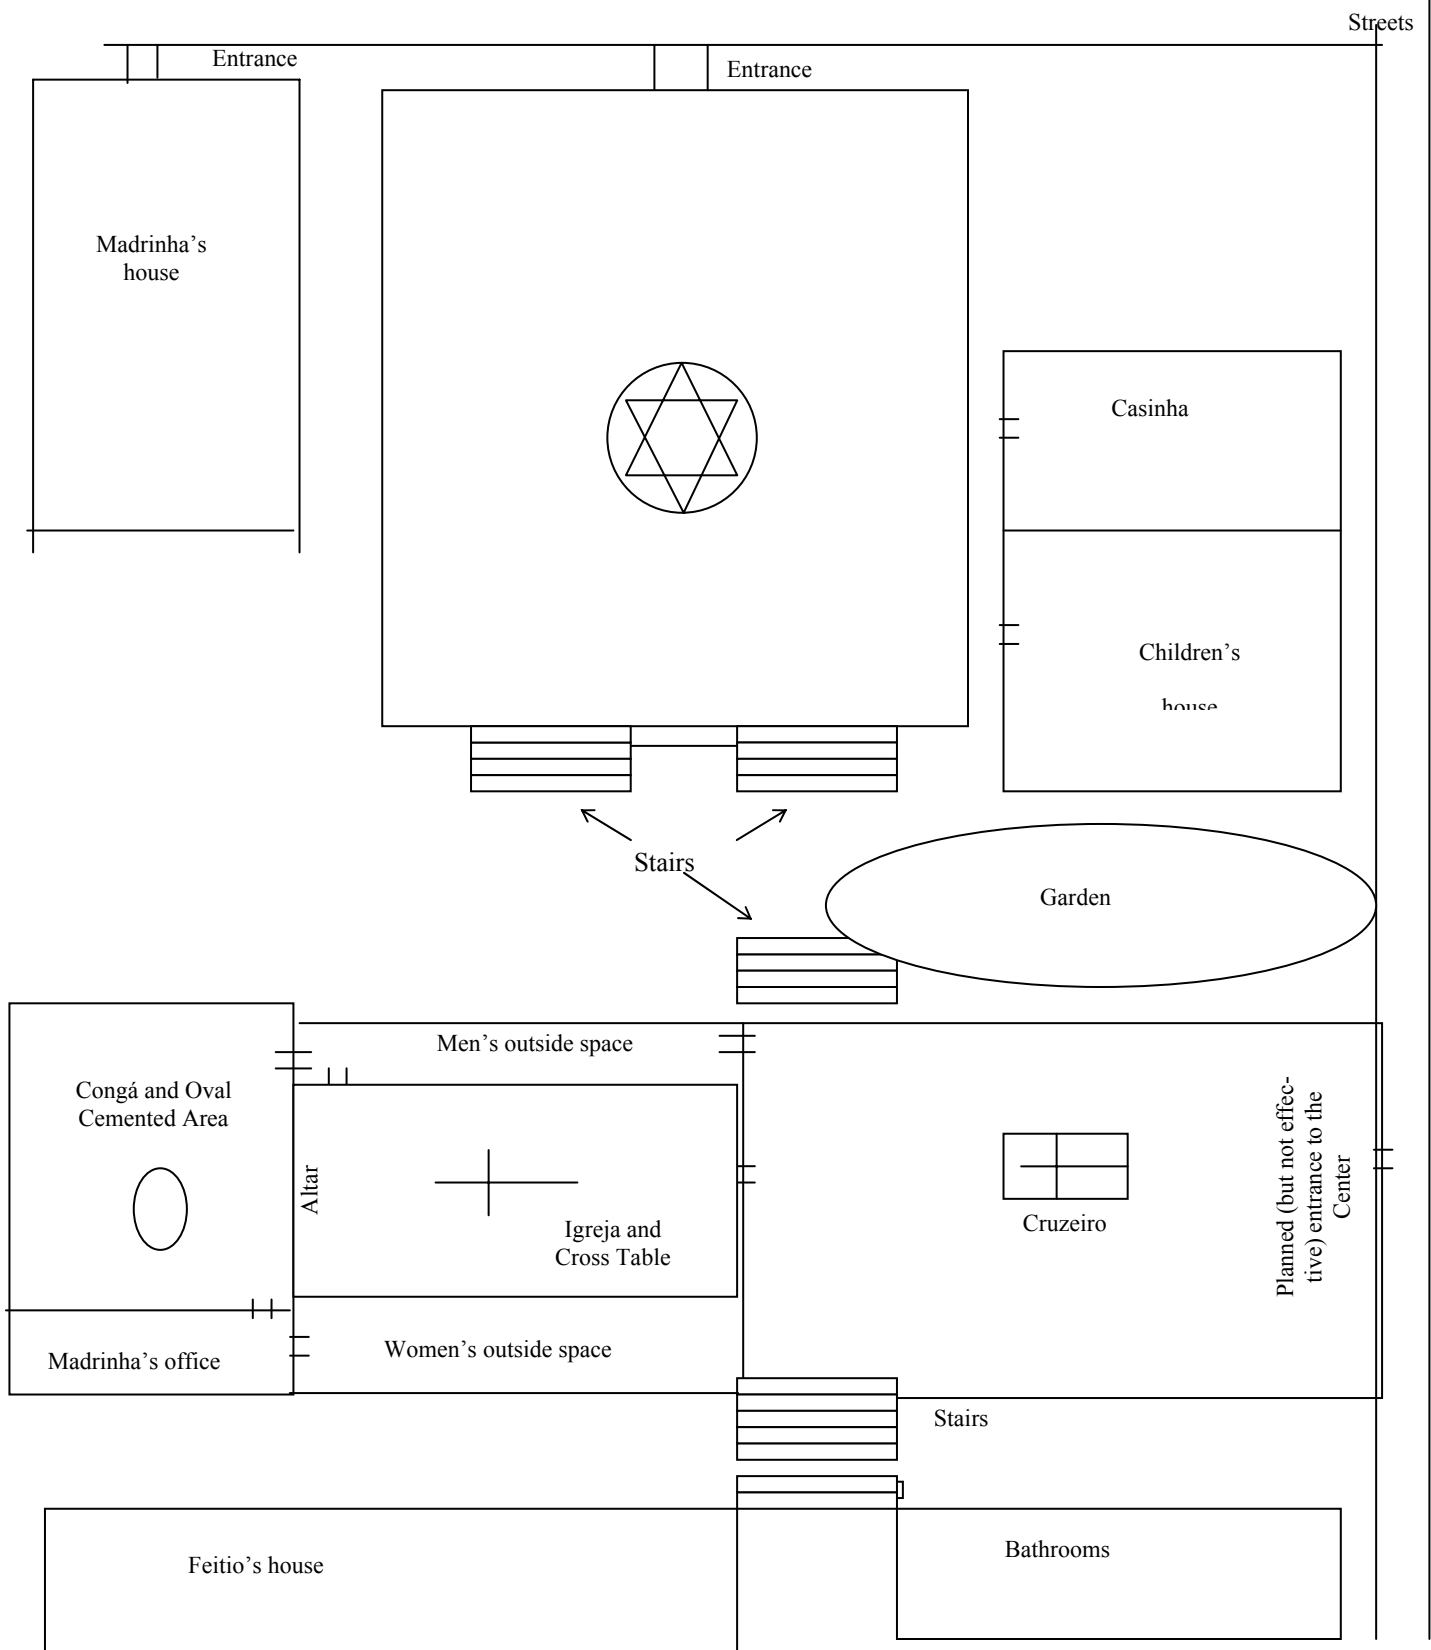 Streets
Entrance
Entrance
Madrinha’s
house
Casinha
Children’s
house
Stairs
Garden
Men’s outside space
Congá and Oval
Cemented Area
Altar
Igreja and
Cross Table
Cruzeiro
Planned (but not effec-
tive) entrance to the
Center
Madrinha’s office
Women’s outside space
Stairs
Feitio’s house
Bathrooms